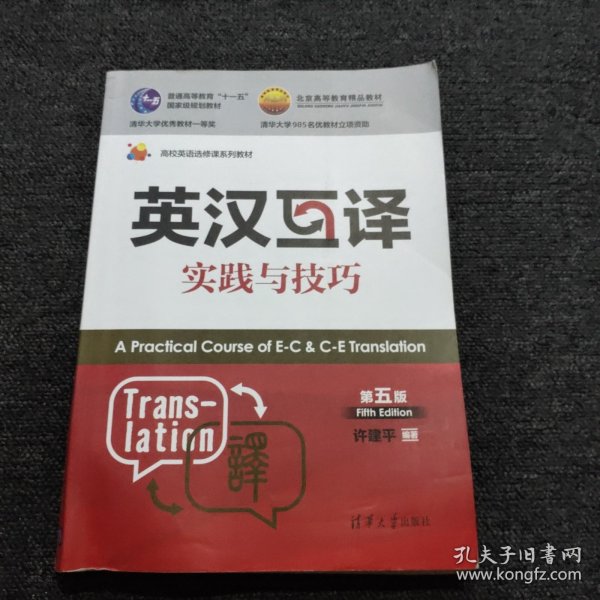 普通高等教育“十一五”
国家级规划教材
北京高等教育精品教材
清华大学优秀教材一等奖
清华大学985名优教材立项资助
高校英语选修课系列教材
英汉互译
实践与技巧
A Practical Course of E-C & C-E Translation
Trans-
lation
譯
第五版
Fifth Edition
许建平 编著
清华大学出版社
孔夫子旧书网
www.kongfz.com